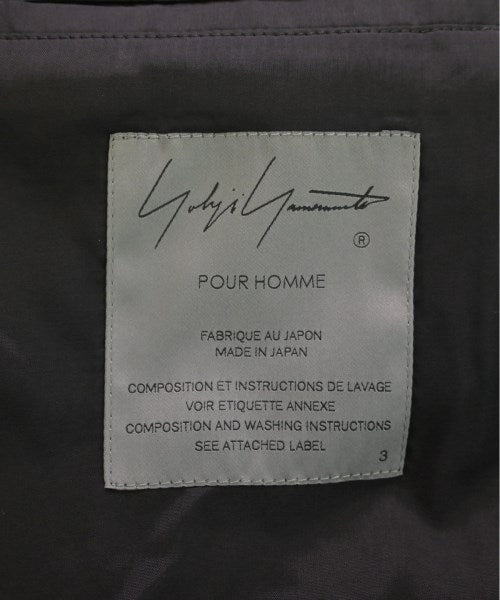 Yohji Yamamoto
®
POUR HOMME
FABRIQUE AU JAPON
MADE IN JAPAN
COMPOSITION ET INSTRUCTIONS DE LAVAGE
VOIR ETIQUETTE ANNEXE
COMPOSITION AND WASHING INSTRUCTIONS
SEE ATTACHED LABEL
3